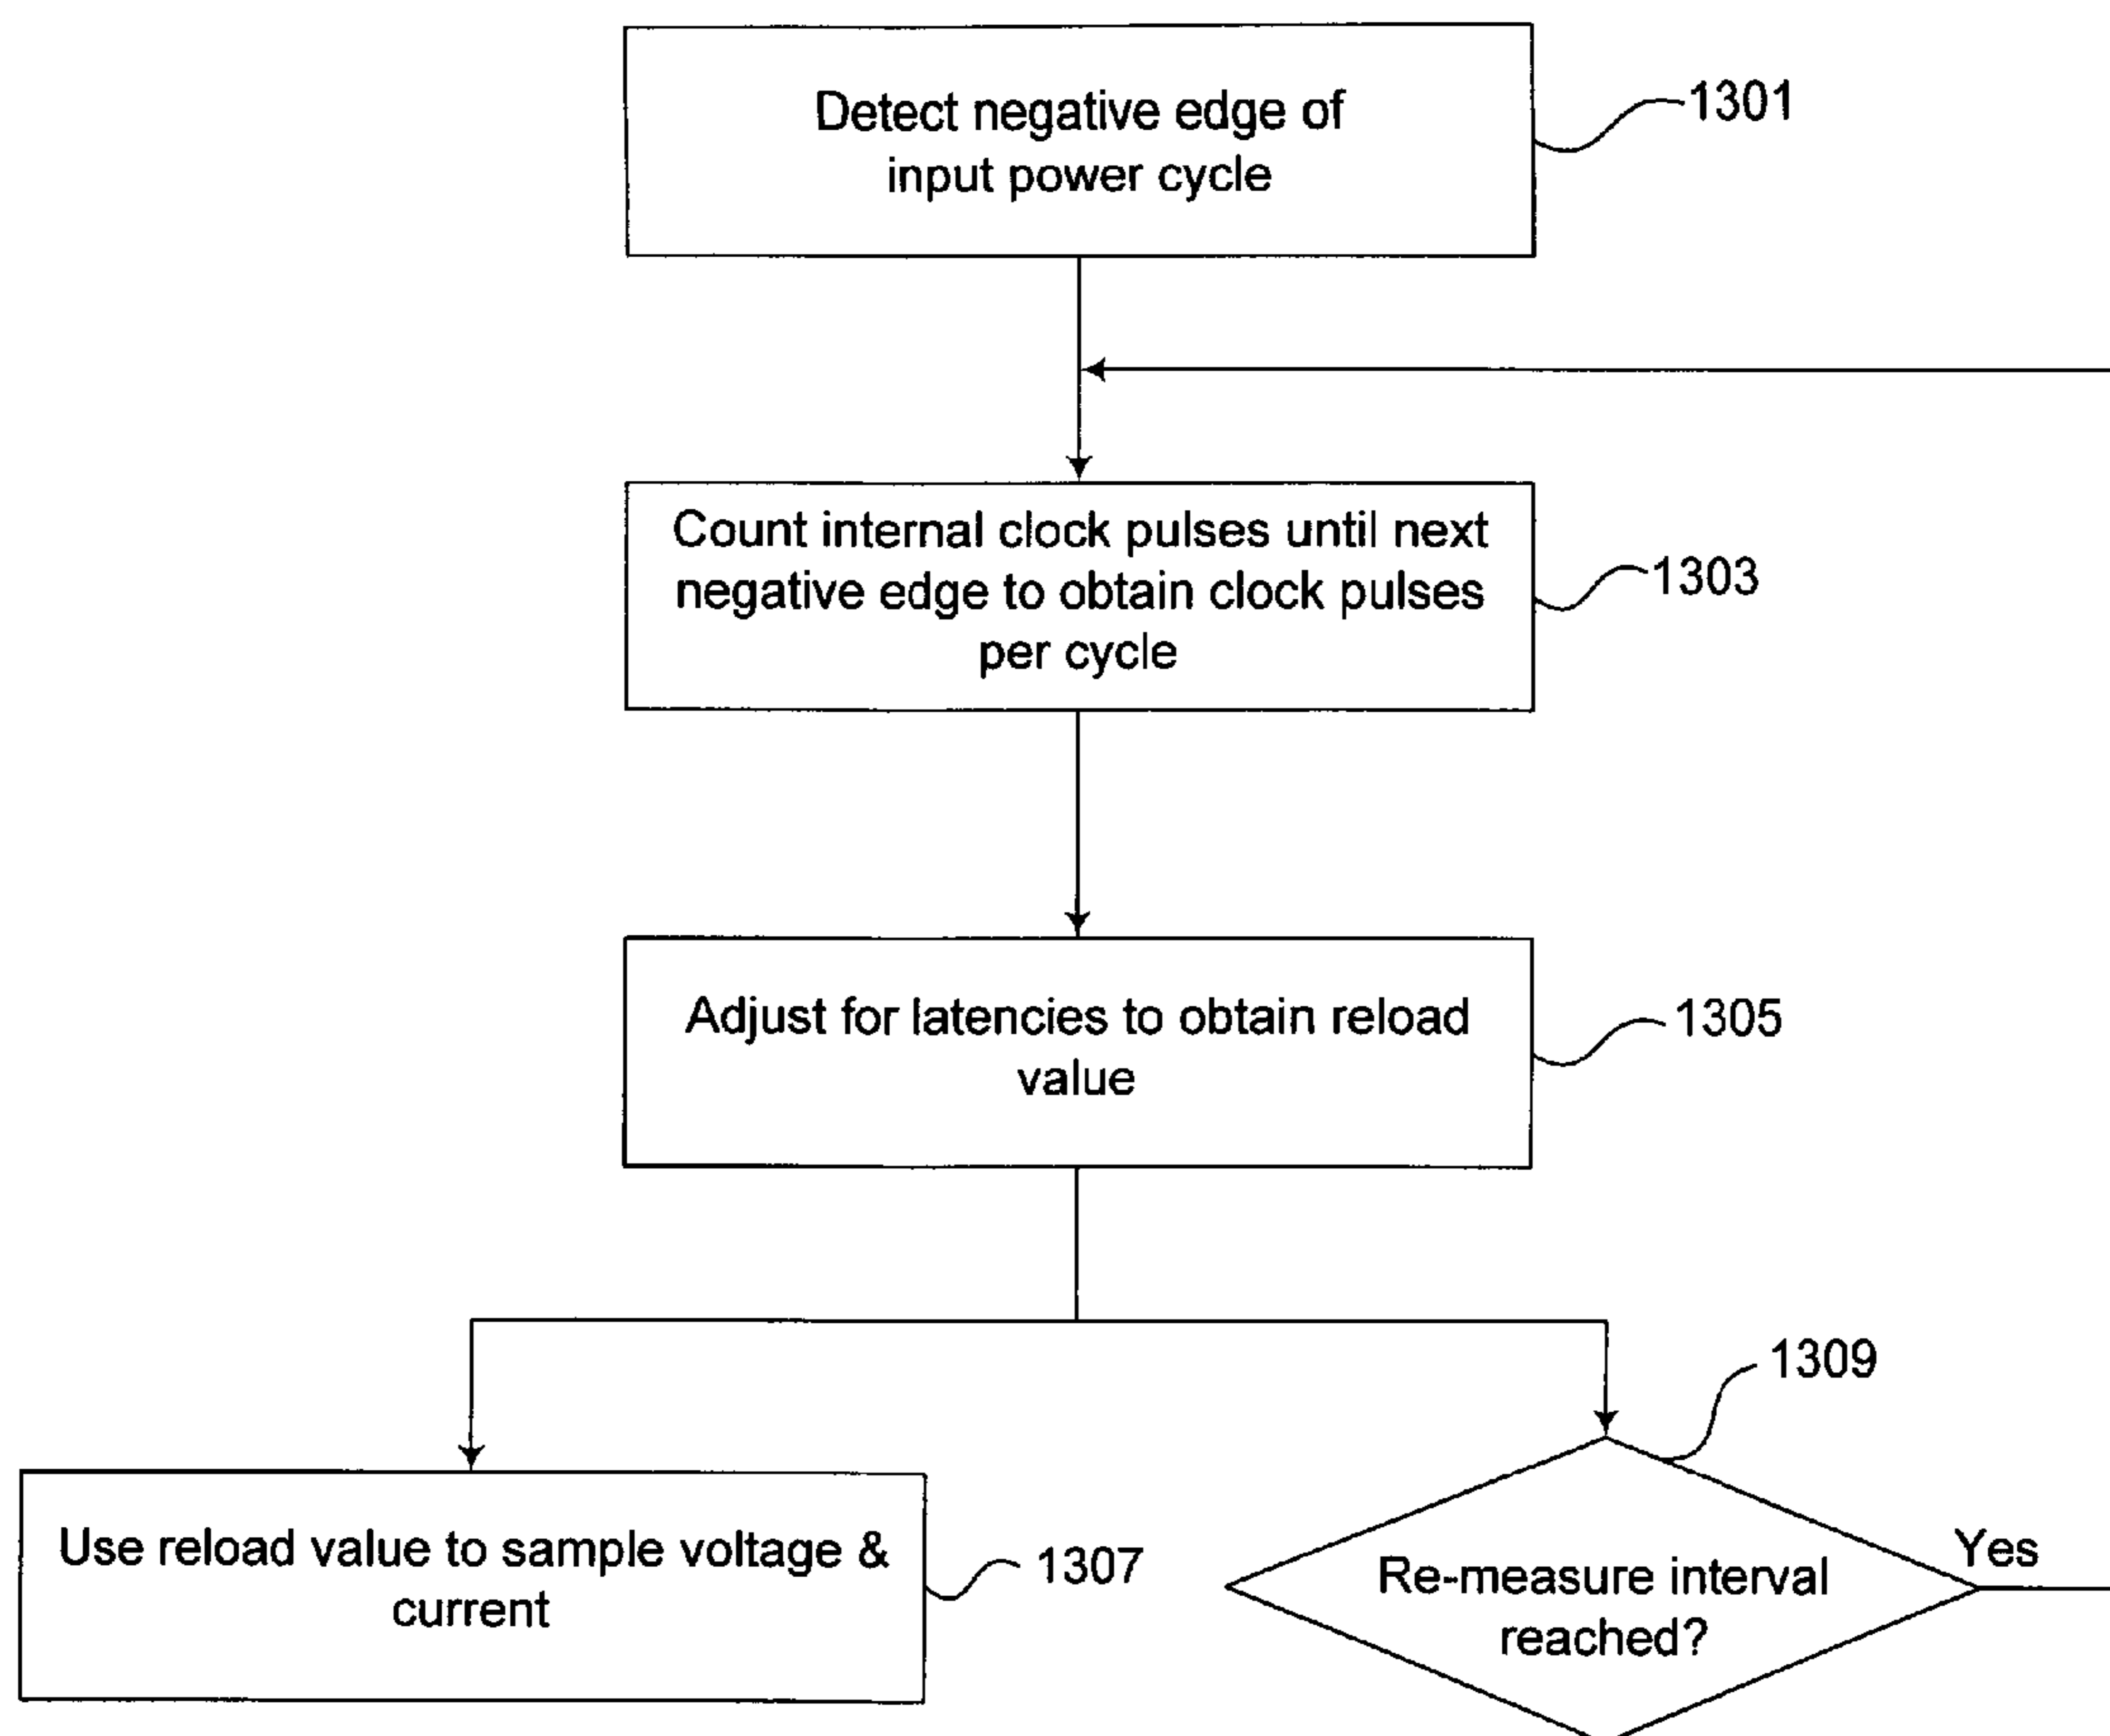 Detect negative edge of
input power cycle
1301
Count internal clock pulses until next
negative edge to obtain clock pulses
per cycle
1303
Adjust for latencies to obtain reload
value
1305
1309
Use reload value to sample voltage &
current
1307
Re-measure interval
reached?
Yes